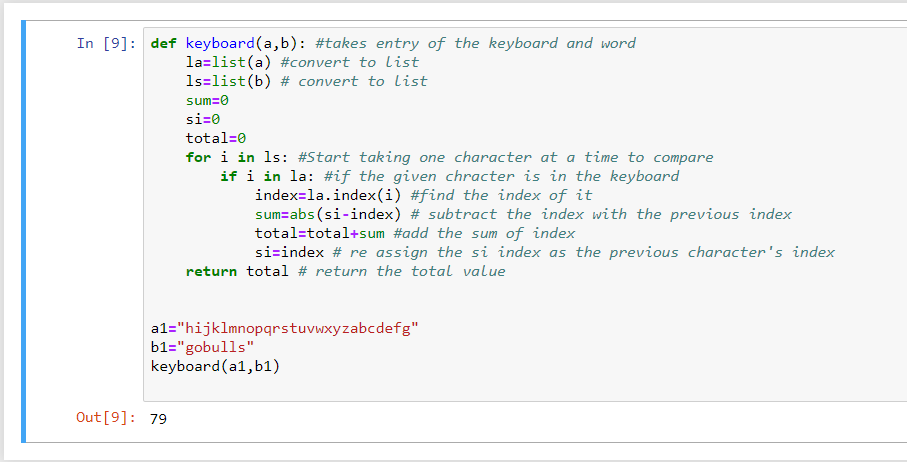 In [9]: def keyboard(a,b): #takes entry of the keyboard and word
la=list(a) #convert to list
ls=list(b) # convert to list
sum=0
si=0
total=0
for i in ls: #Start taking one character at a time to compare
if i in la: #if the given chracter is in the keyboard
index=la.index(i) #find the index of it
sum=abs(si-index) # subtract the index with the previous index
total=total+sum #add the sum of index
si=index # re assign the si index as the previous character's index
return total # return the total value
a1="hijklmnopqrstuvwxyzabcdefg"
b1="gobulls"
keyboard(a1,b1)
Out[9]: 79